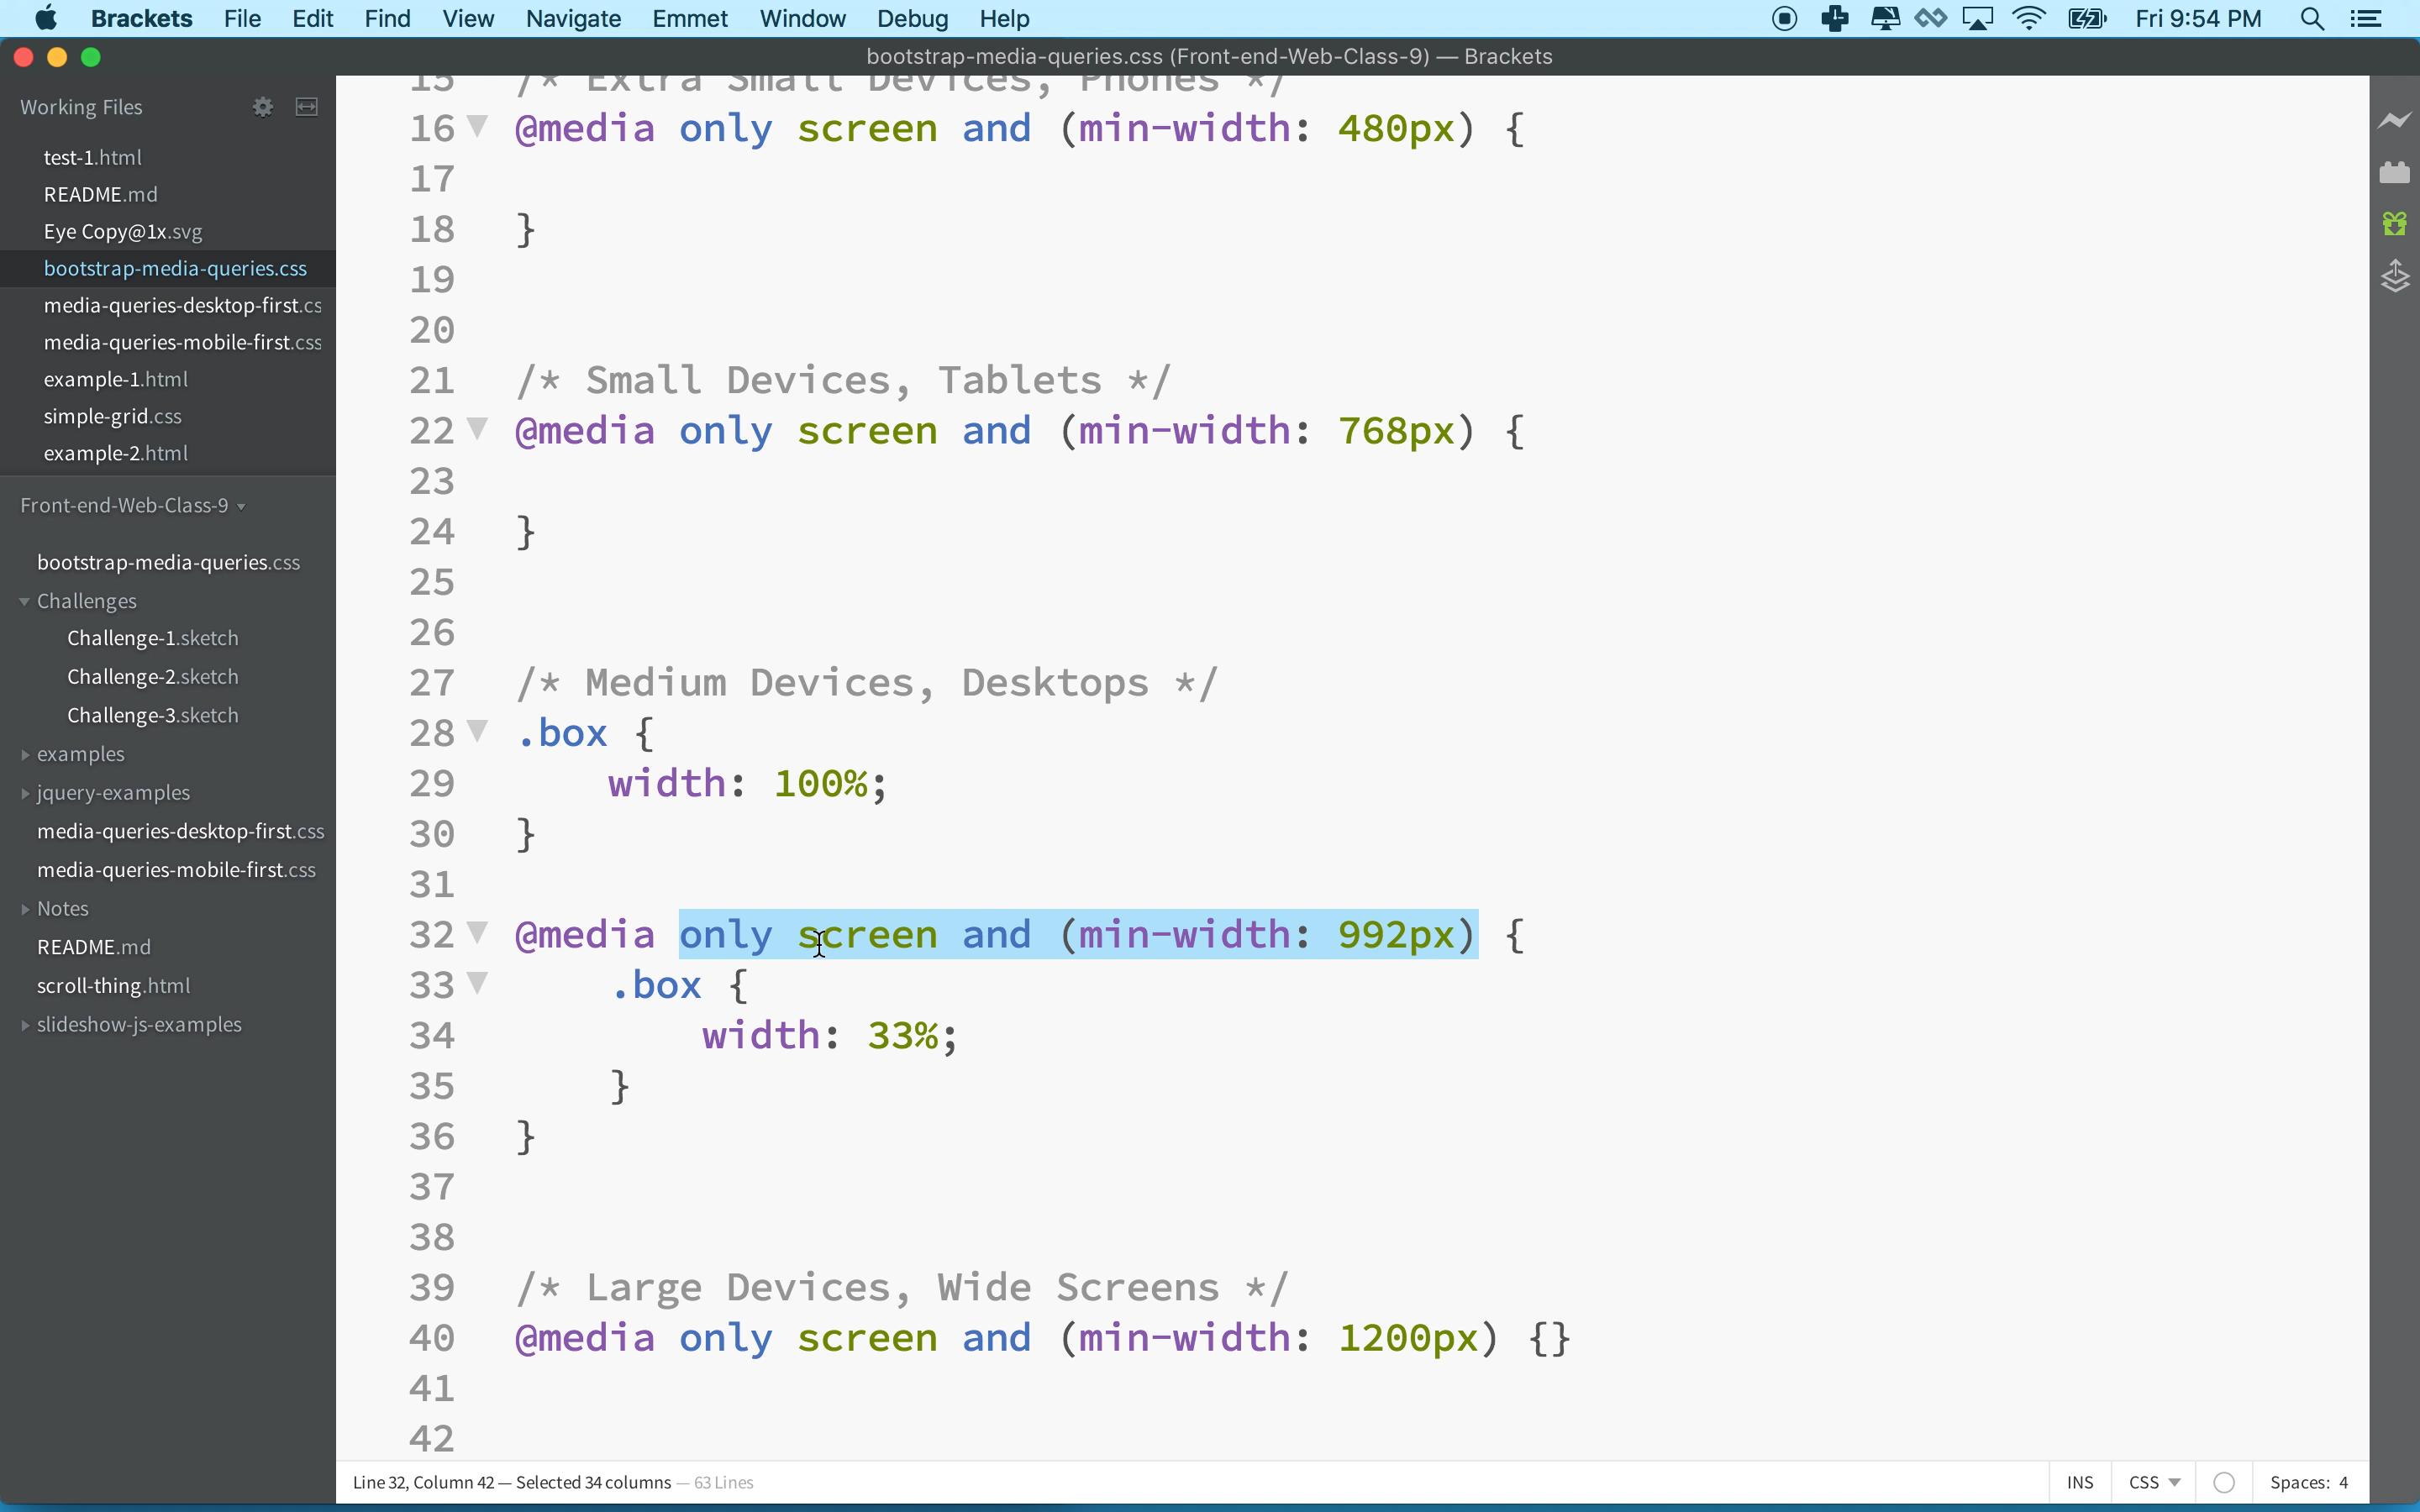 Brackets File Edit Find View Navigate Emmet Window Debug Help Fri 9:54 PM
bootstrap-media-queries.css (Front-end-Web-Class-9) — Brackets
Working Files
test-1.html
README.md
Eye Copy@1x.svg
bootstrap-media-queries.css
media-queries-desktop-first.cs
media-queries-mobile-first.css
example-1.html
simple-grid.css
example-2.html
Front-end-Web-Class-9
bootstrap-media-queries.css
Challenges
Challenge-1.sketch
Challenge-2.sketch
Challenge-3.sketch
examples
jquery-examples
media-queries-desktop-first.css
media-queries-mobile-first.css
Notes
README.md
scroll-thing.html
slideshow-js-examples
15 /* Extra Small Devices, Phones */
16 @media only screen and (min-width: 480px) {
17
18 }
19
20
21 /* Small Devices, Tablets */
22 @media only screen and (min-width: 768px) {
23
24 }
25
26
27 /* Medium Devices, Desktops */
28 .box {
29 width: 100%;
30 }
31
32 @media only screen and (min-width: 992px) {
33 .box {
34 width: 33%;
35 }
36 }
37
38
39 /* Large Devices, Wide Screens */
40 @media only screen and (min-width: 1200px) {}
41
42
Line 32, Column 42 — Selected 34 columns — 63 Lines INS CSS Spaces: 4